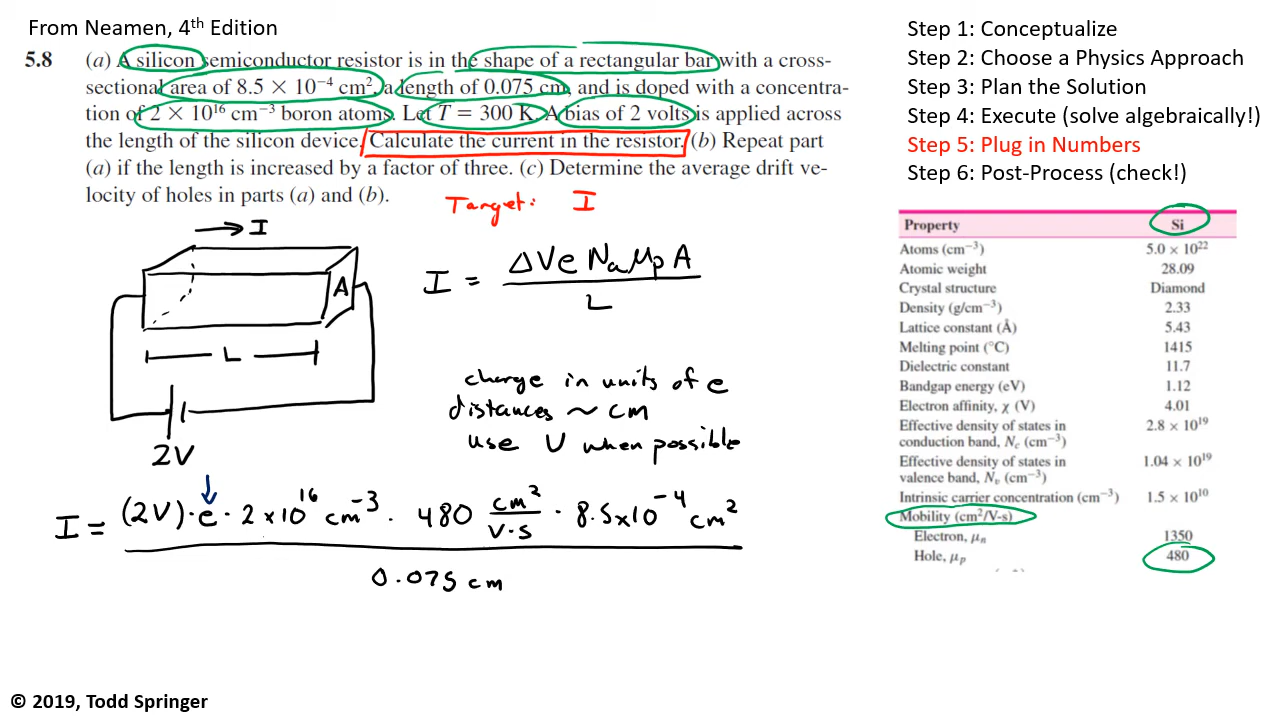 From Neamen, 4th Edition
5.8 (a) A silicon semiconductor resistor is in the shape of a rectangular bar with a cross-
sectional area of 8.5 × 10⁻⁴ cm², a length of 0.075 cm, and is doped with a concentra-
tion of 2 × 10¹⁶ cm⁻³ boron atoms. Let T = 300 K. A bias of 2 volts is applied across
the length of the silicon device. Calculate the current in the resistor. (b) Repeat part
(a) if the length is increased by a factor of three. (c) Determine the average drift ve-
locity of holes in parts (a) and (b).
Step 1: Conceptualize
Step 2: Choose a Physics Approach
Step 3: Plan the Solution
Step 4: Execute (solve algebraically!)
Step 5: Plug in Numbers
Step 6: Post-Process (check!)
Target: I
→ I
A
L
2V
I = ΔV e Na μp A / L
charge in units of e
distances ~ cm
use V when possible
I = (2V) · e · 2×10¹⁶ cm⁻³ · 480 cm²/V·s · 8.5×10⁻⁴ cm² / 0.075 cm
Property Si
Atoms (cm⁻³) 5.0 × 10²²
Atomic weight 28.09
Crystal structure Diamond
Density (g/cm⁻³) 2.33
Lattice constant (Å) 5.43
Melting point (°C) 1415
Dielectric constant 11.7
Bandgap energy (eV) 1.12
Electron affinity, χ (V) 4.01
Effective density of states in 2.8 × 10¹⁹
conduction band, Nc (cm⁻³)
Effective density of states in 1.04 × 10¹⁹
valence band, Nv (cm⁻³)
Intrinsic carrier concentration (cm⁻³) 1.5 × 10¹⁰
Mobility (cm²/V-s)
Electron, μn 1350
Hole, μp 480
© 2019, Todd Springer